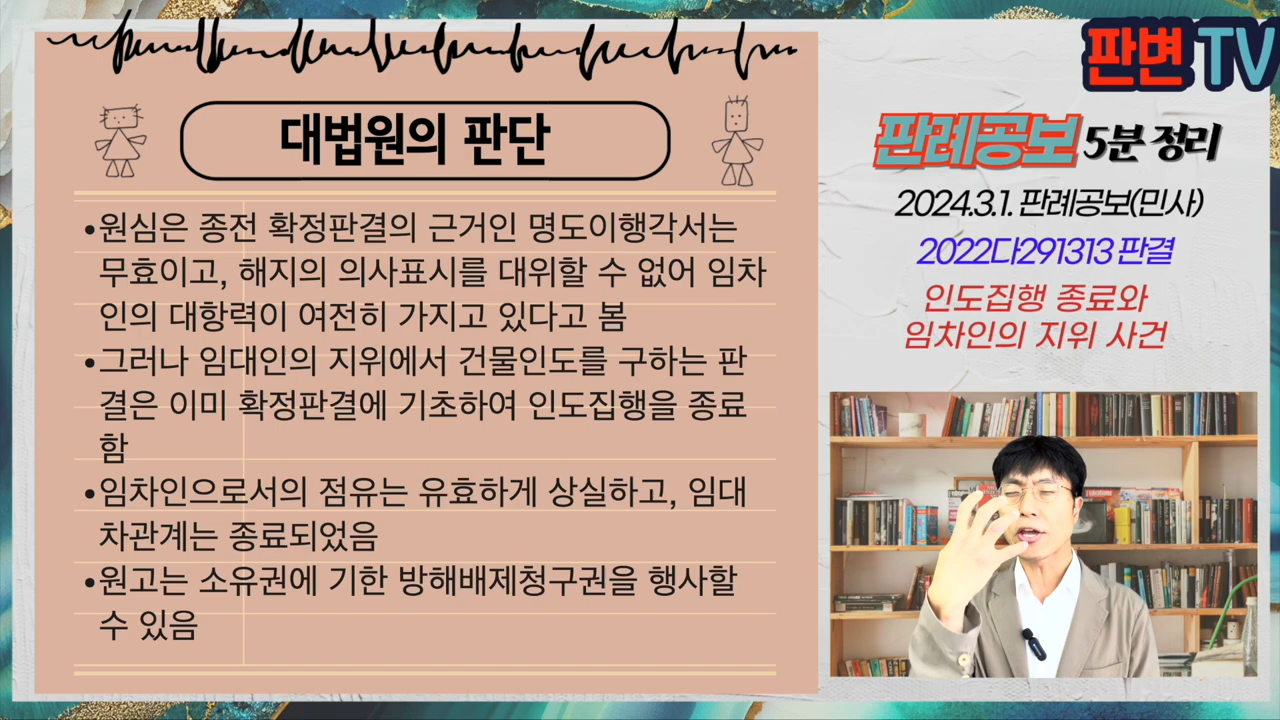 대법원의 판단
•원심은 종전 확정판결의 근거인 명도이행각서는
무효이고, 해지의 의사표시를 대위할 수 없어 임차
인의 대항력이 여전히 가지고 있다고 봄
•그러나 임대인의 지위에서 건물인도를 구하는 판
결은 이미 확정판결에 기초하여 인도집행을 종료
함
•임차인으로서의 점유는 유효하게 상실하고, 임대
차관계는 종료되었음
•원고는 소유권에 기한 방해배제청구권을 행사할
수 있음
판변 TV
판례공보 5분 정리
2024.3.1. 판례공보(민사)
2022다291313 판결
인도집행 종료와
임차인의 지위 사건